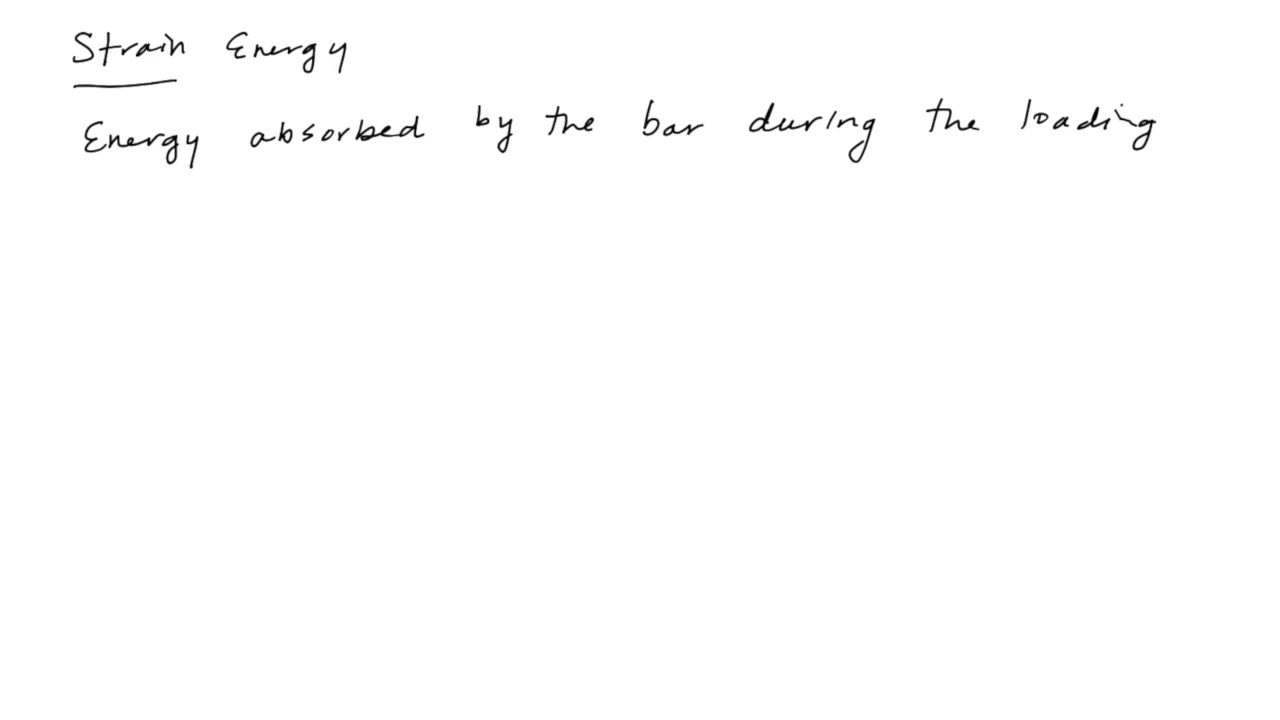 Strain Energy
Energy absorbed by the bar during the loading